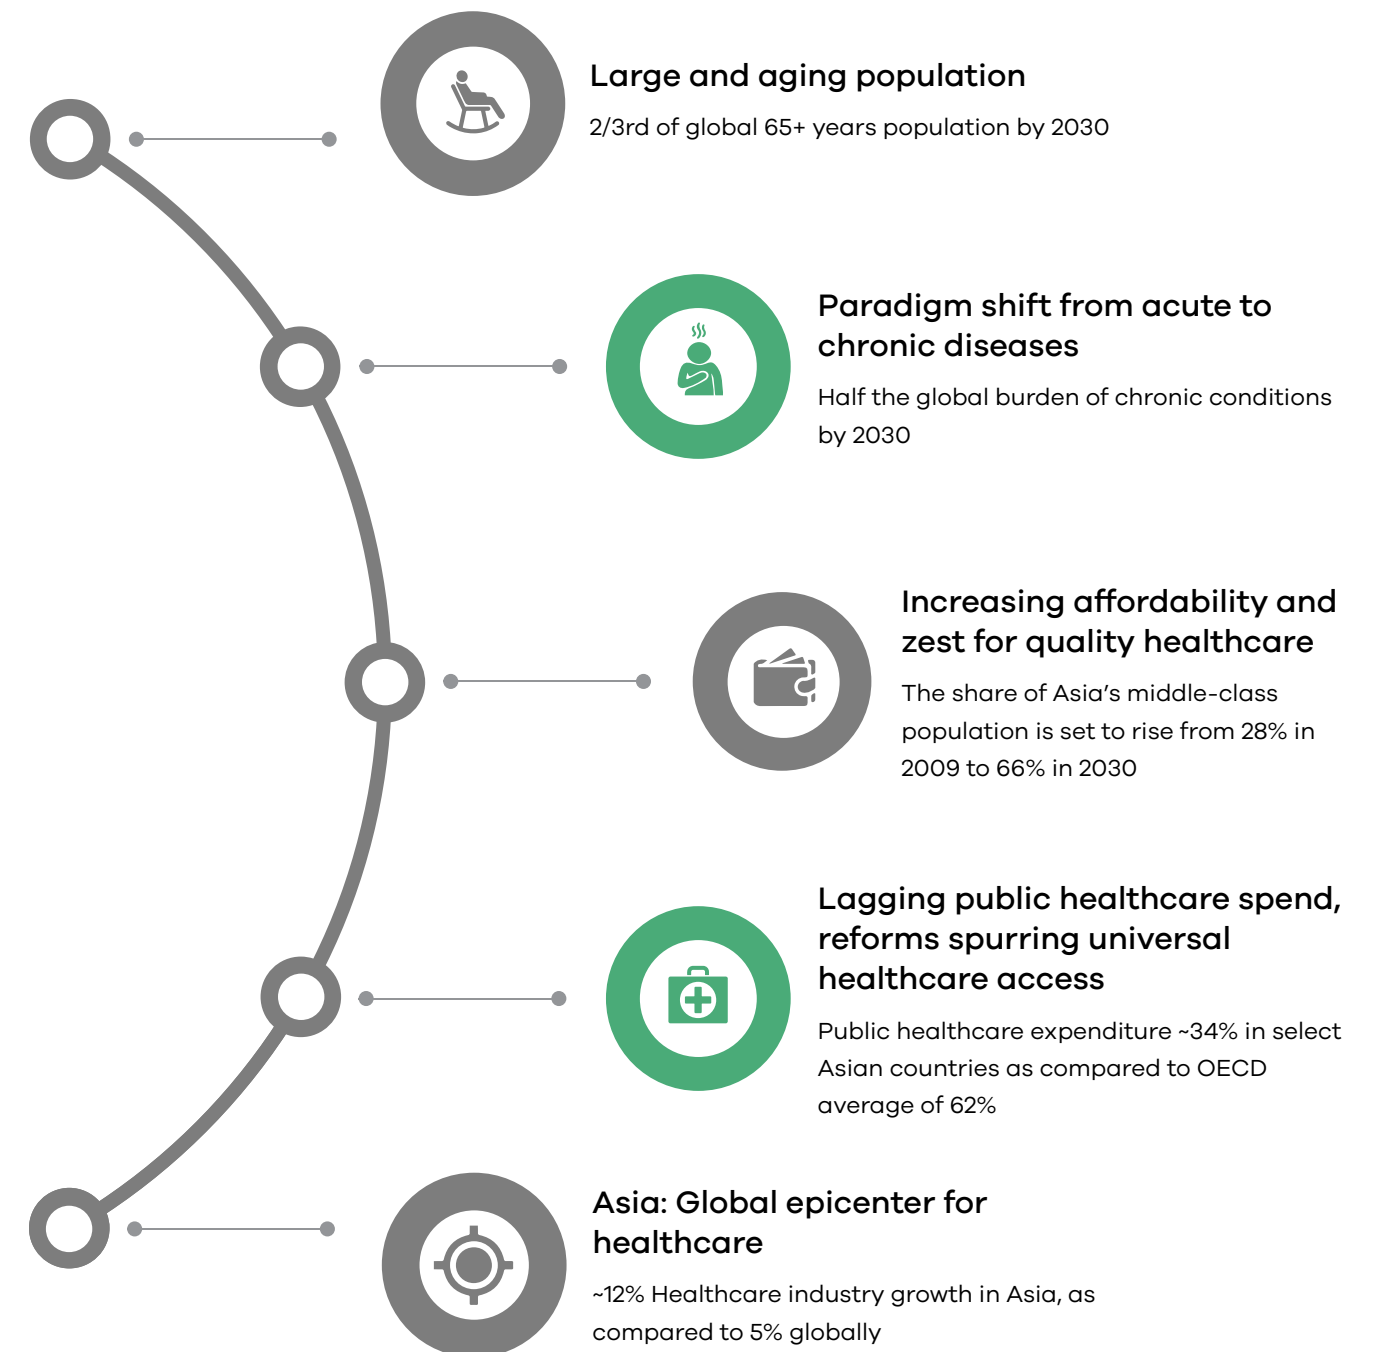 Large and aging population
2/3rd of global 65+ years population by 2030
Paradigm shift from acute to
chronic diseases
Half the global burden of chronic conditions
by 2030
Increasing affordability and
zest for quality healthcare
The share of Asia’s middle-class
population is set to rise from 28% in
2009 to 66% in 2030
Lagging public healthcare spend,
reforms spurring universal
healthcare access
Public healthcare expenditure ~34% in select
Asian countries as compared to OECD
average of 62%
Asia: Global epicenter for
healthcare
~12% Healthcare industry growth in Asia, as
compared to 5% globally